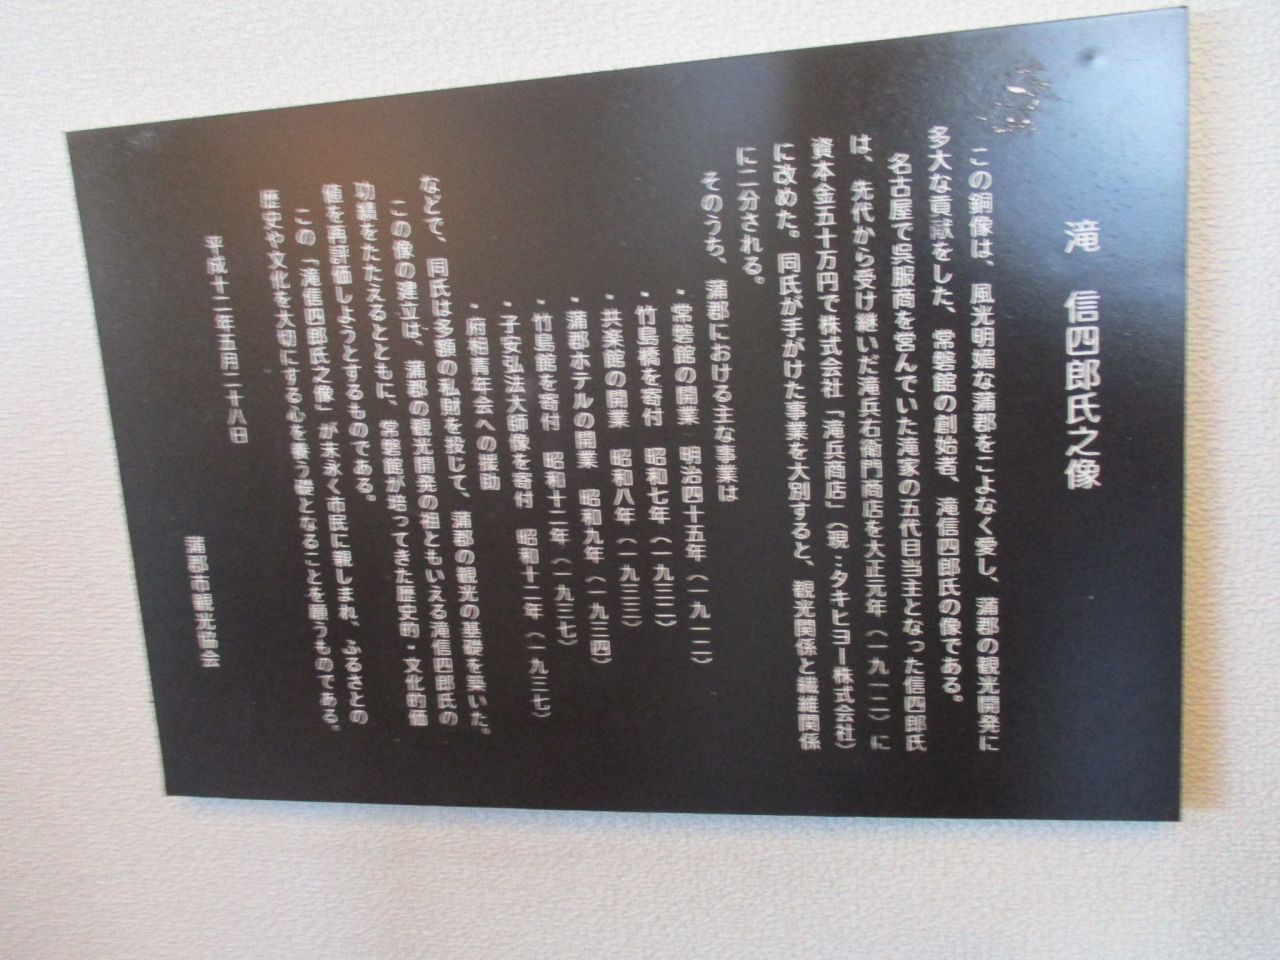 滝　信四郎氏之像
この銅像は、風光明媚な蒲郡をこよなく愛し、蒲郡の観光開発に
多大な貢献をした、常磐館の創始者、滝信四郎氏の像である。
名古屋で呉服商を営んでいた滝家の五代目当主となった信四郎氏
は、先代から受け継いだ滝兵右衛門商店を大正元年（一九一二）に
資本金五十万円で株式会社「滝兵商店」（現：タキヒヨー株式会社）
に改めた。同氏が手がけた事業を大別すると、観光関係と繊維関係
に二分される。
そのうち、蒲郡における主な事業は
・常磐館の開業　明治四十五年（一九一二）
・竹島橋を寄付　昭和七年（一九三二）
・共楽館の開業　昭和八年（一九三三）
・蒲郡ホテルの開業　昭和九年（一九三四）
・竹島館を寄付　昭和十二年（一九三七）
・子安弘法大師像を寄付　昭和十二年（一九三七）
・府相青年会への援助
などで、同氏は多額の私財を投じて、蒲郡の観光の基礎を築いた。
この像の建立は、蒲郡の観光開発の祖ともいえる滝信四郎氏の
功績をたたえるとともに、常磐館が培ってきた歴史的・文化的価
値を再評価しようとするものである。
この「滝信四郎氏之像」が末永く市民に親しまれ、ふるさとの
歴史や文化を大切にする心を養う礎となることを願うものである。
平成十二年五月二十八日
蒲郡市観光協会